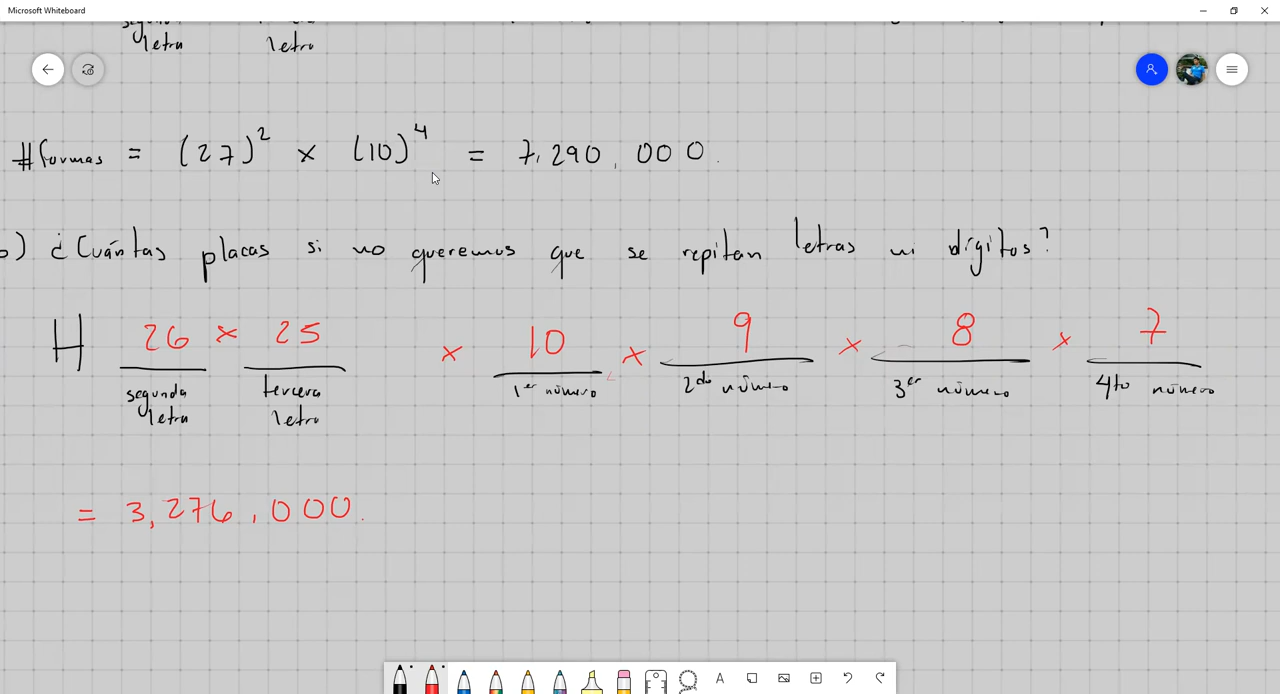 Microsoft Whiteboard
segunda
letra letra
#formas = (27)² × (10)⁴ = 7,290,000.
b) ¿Cuántas placas si no queremos que se repitan letras ni dígitos?
H 26 × 25 × 10 × 9 × 8 × 7
segunda letra tercera letra 1er número 2do número 3er número 4to número
= 3,276,000.